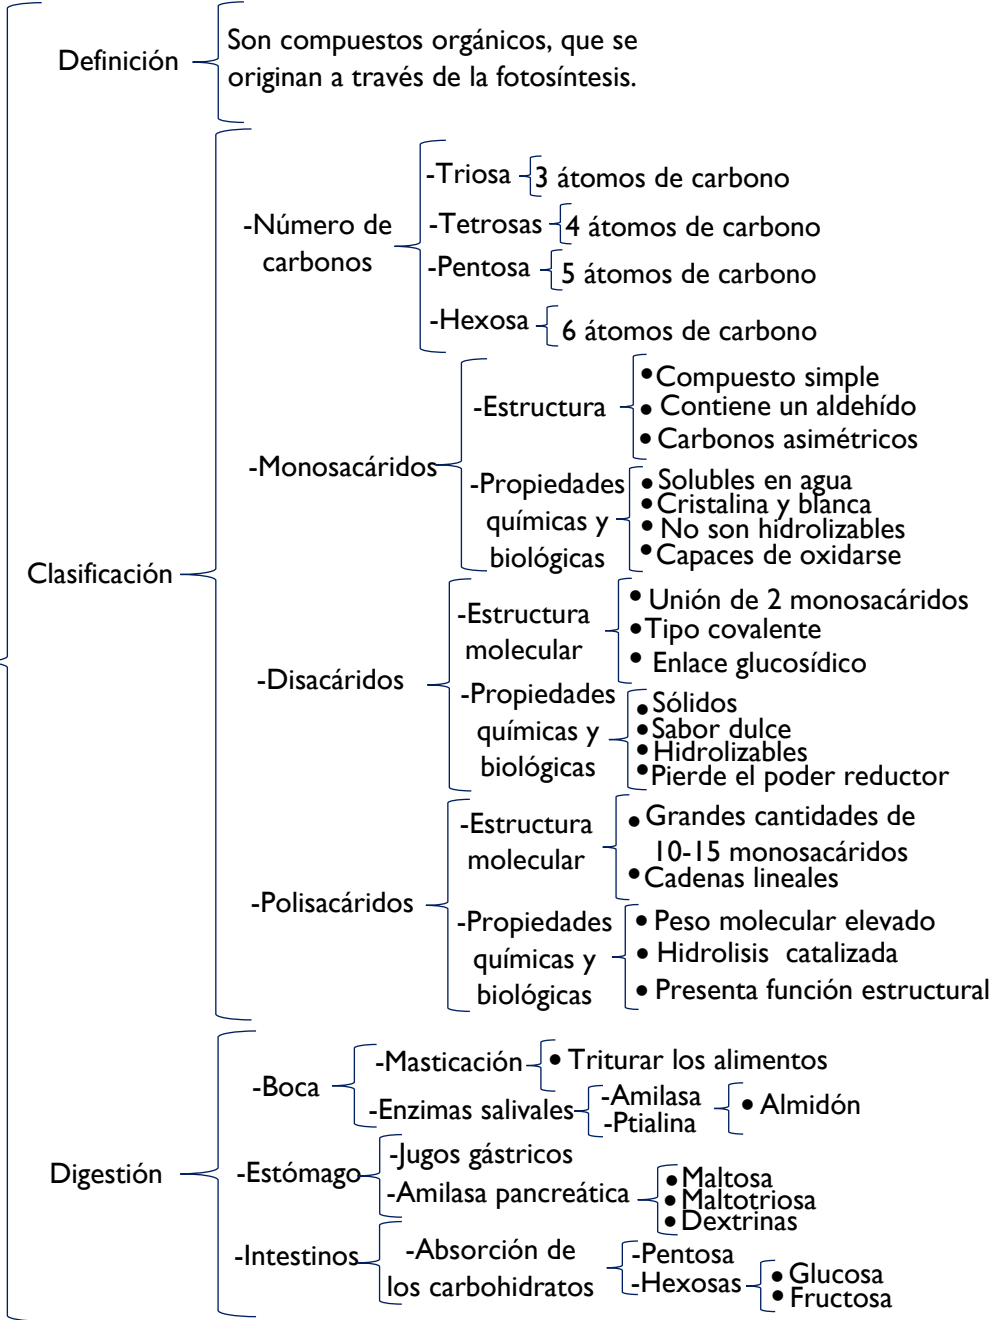 Definición
Son compuestos orgánicos, que se
originan a través de la fotosíntesis.
Clasificación
-Número de
carbonos
-Triosa
3 átomos de carbono
-Tetrosas
4 átomos de carbono
-Pentosa
5 átomos de carbono
-Hexosa
6 átomos de carbono
-Monosacáridos
-Estructura
• Compuesto simple
• Contiene un aldehído
• Carbonos asimétricos
-Propiedades
químicas y
biológicas
• Solubles en agua
• Cristalina y blanca
• No son hidrolizables
• Capaces de oxidarse
-Disacáridos
-Estructura
molecular
• Unión de 2 monosacáridos
• Tipo covalente
• Enlace glucosídico
-Propiedades
químicas y
biológicas
• Sólidos
• Sabor dulce
• Hidrolizables
• Pierde el poder reductor
-Polisacáridos
-Estructura
molecular
• Grandes cantidades de
10-15 monosacáridos
• Cadenas lineales
-Propiedades
químicas y
biológicas
• Peso molecular elevado
• Hidrolisis catalizada
• Presenta función estructural
Digestión
-Boca
-Masticación
• Triturar los alimentos
-Enzimas salivales
-Amilasa
-Ptialina
• Almidón
-Estómago
-Jugos gástricos
-Amilasa pancreática
• Maltosa
• Maltotriosa
• Dextrinas
-Intestinos
-Absorción de
los carbohidratos
-Pentosa
-Hexosas
• Glucosa
• Fructosa